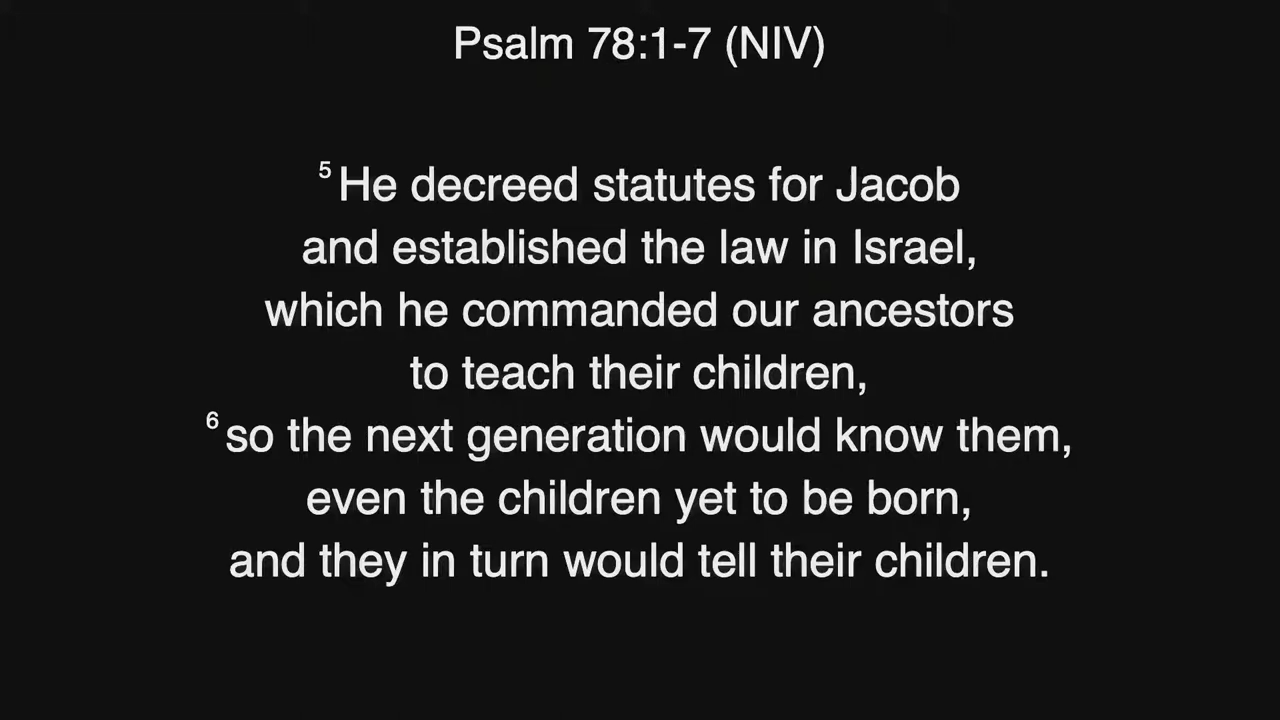 Psalm 78:1-7 (NIV)
5 He decreed statutes for Jacob
and established the law in Israel,
which he commanded our ancestors
to teach their children,
6 so the next generation would know them,
even the children yet to be born,
and they in turn would tell their children.